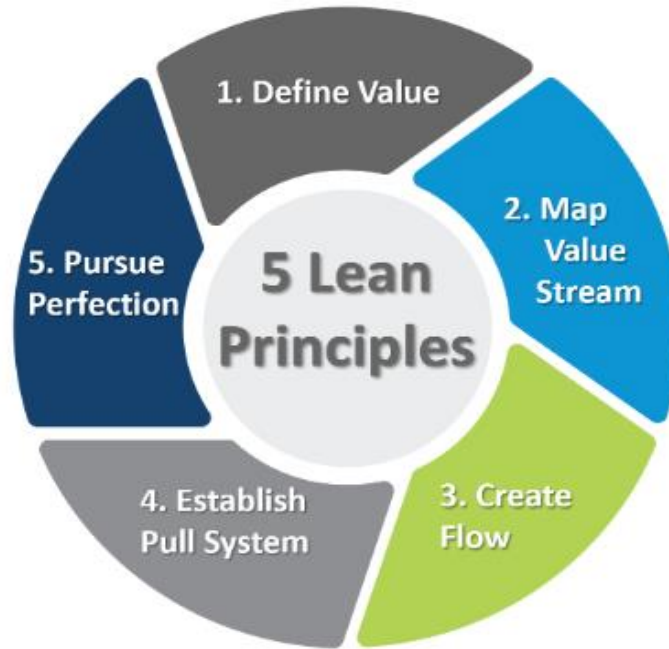 1. Define Value
2. Map
Value
Stream
3. Create
Flow
4. Establish
Pull System
5. Pursue
Perfection
5 Lean
Principles